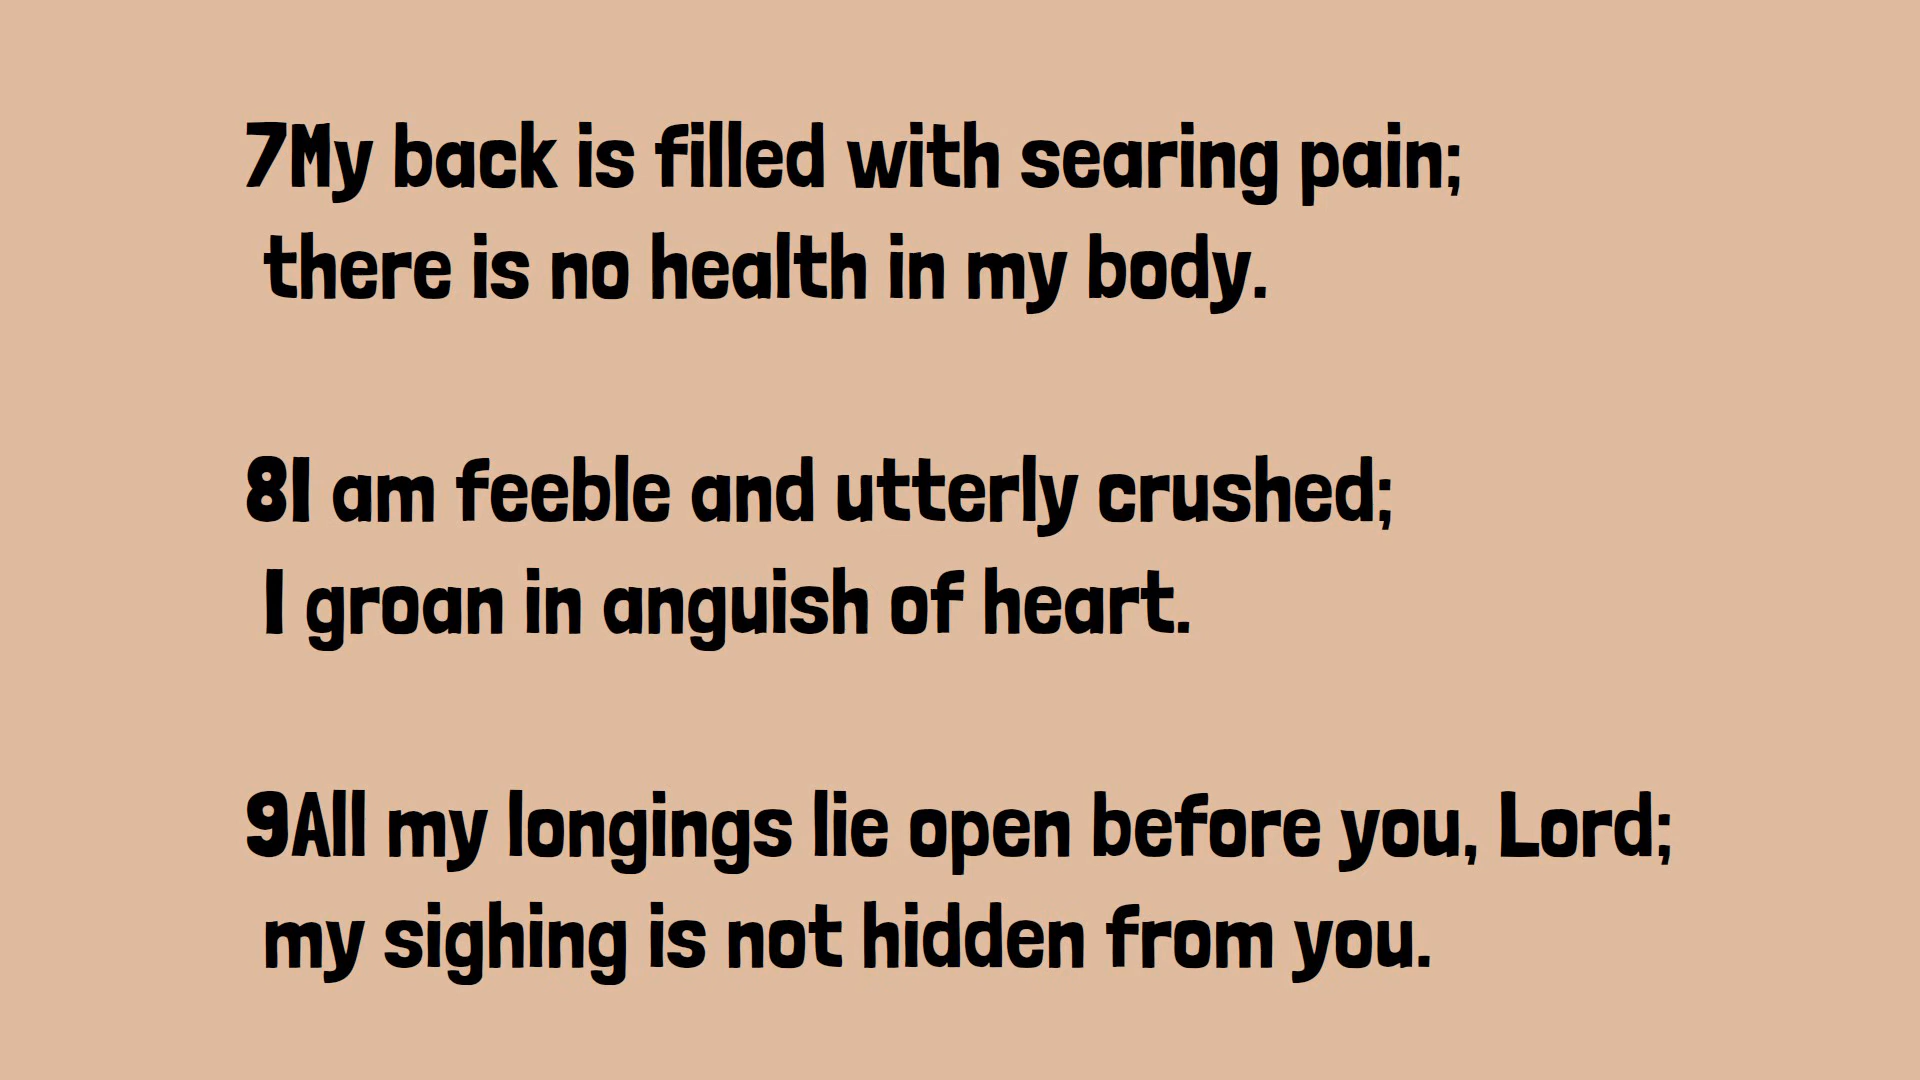 7My back is filled with searing pain;
there is no health in my body.
8I am feeble and utterly crushed;
I groan in anguish of heart.
9All my longings lie open before you, Lord;
my sighing is not hidden from you.